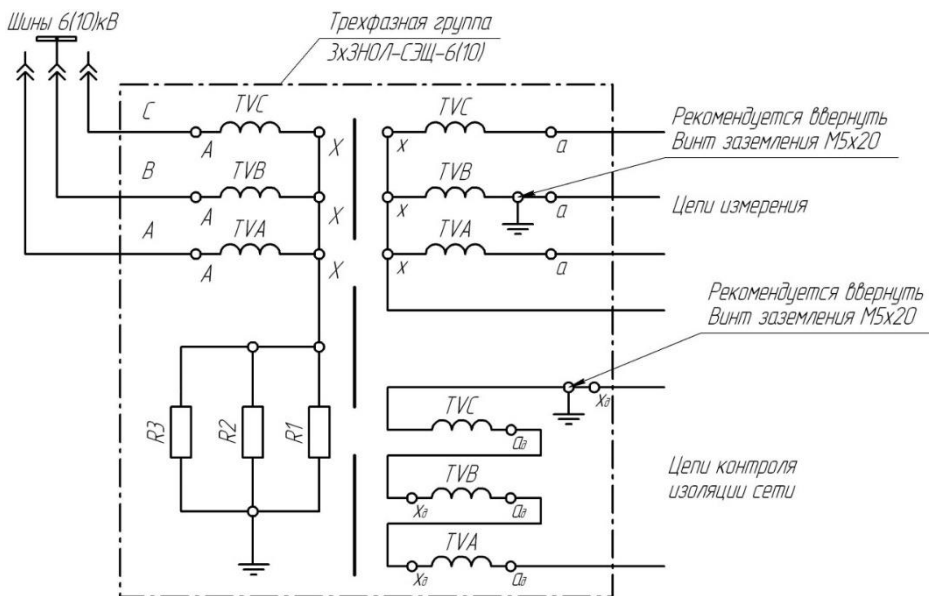 Шины 6(10)кВ
Трехфазная группа
3х3НОЛ-СЭЩ-6(10)
C
TVC
A
X
B
TVB
A
X
A
TVA
A
X
TVC
x
a
TVB
a
TVA
x
a
Рекомендуется ввернуть
Винт заземления М5х20
Цепи измерения
Рекомендуется ввернуть
Винт заземления М5х20
R3
R2
R1
xд
TVC
aд
TVB
xд
aд
TVA
xд
aд
Цепи контроля
изоляции сети